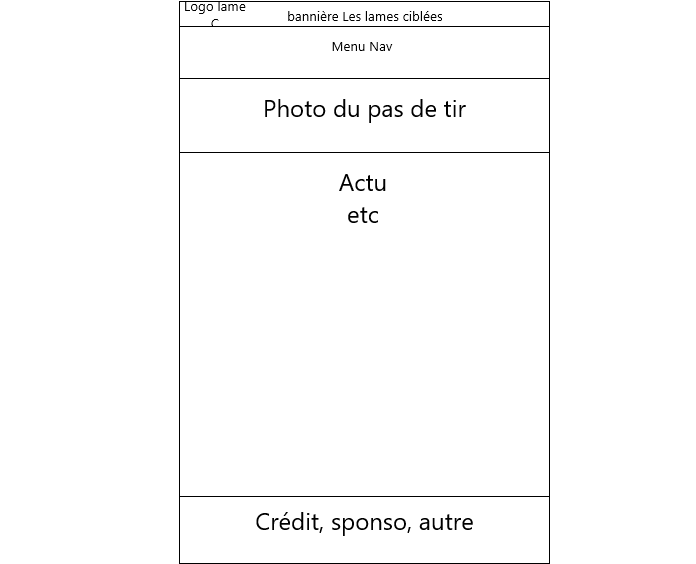 Logo lame
C
bannière Les lames ciblées
Menu Nav
Photo du pas de tir
Actu
etc
Crédit, sponso, autre